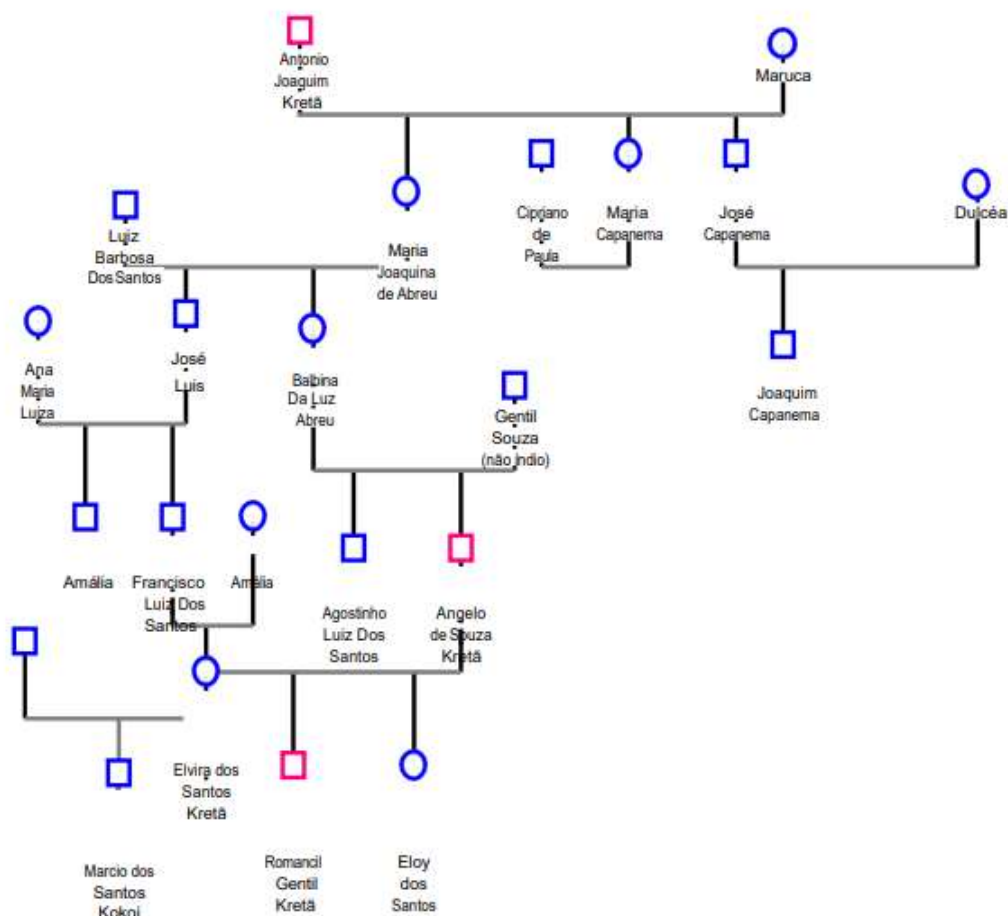 Antonio
Joaquim
Kretã
Maruca
Cipriano
de
Paula
Maria
Capanema
José
Capanema
Dulcéa
Luiz
Barbosa
Dos Santos
Maria
Joaquina
de Abreu
Ana
Maria
Luiza
José
Luis
Balbina
Da Luz
Abreu
Gentil
Souza
(não índio)
Joaquim
Capanema
Amália
Francisco
Luiz Dos
Santos
Amália
Agostinho
Luiz Dos
Santos
Angelo
de Souza
Kretã
Elvira dos
Santos
Kretã
Marcio dos
Santos
Kokoj
Romancil
Gentil
Kretã
Eloy
dos
Santos